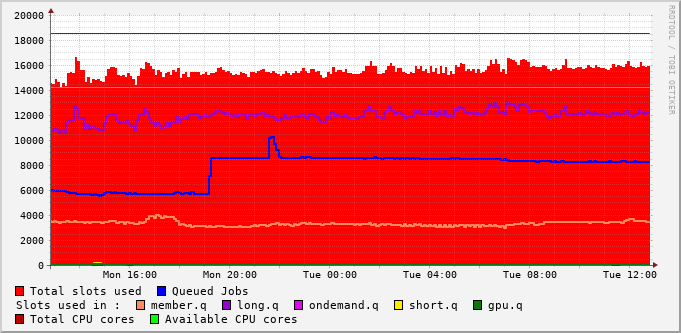 RRDTOOL / TOBI OETIKER
20000
18000
16000
14000
12000
10000
8000
6000
4000
2000
0
Mon 16:00 Mon 20:00 Tue 00:00 Tue 04:00 Tue 08:00 Tue 12:00
Total slots used Queued Jobs
Slots used in : member.q long.q ondemand.q short.q gpu.q
Total CPU cores Available CPU cores